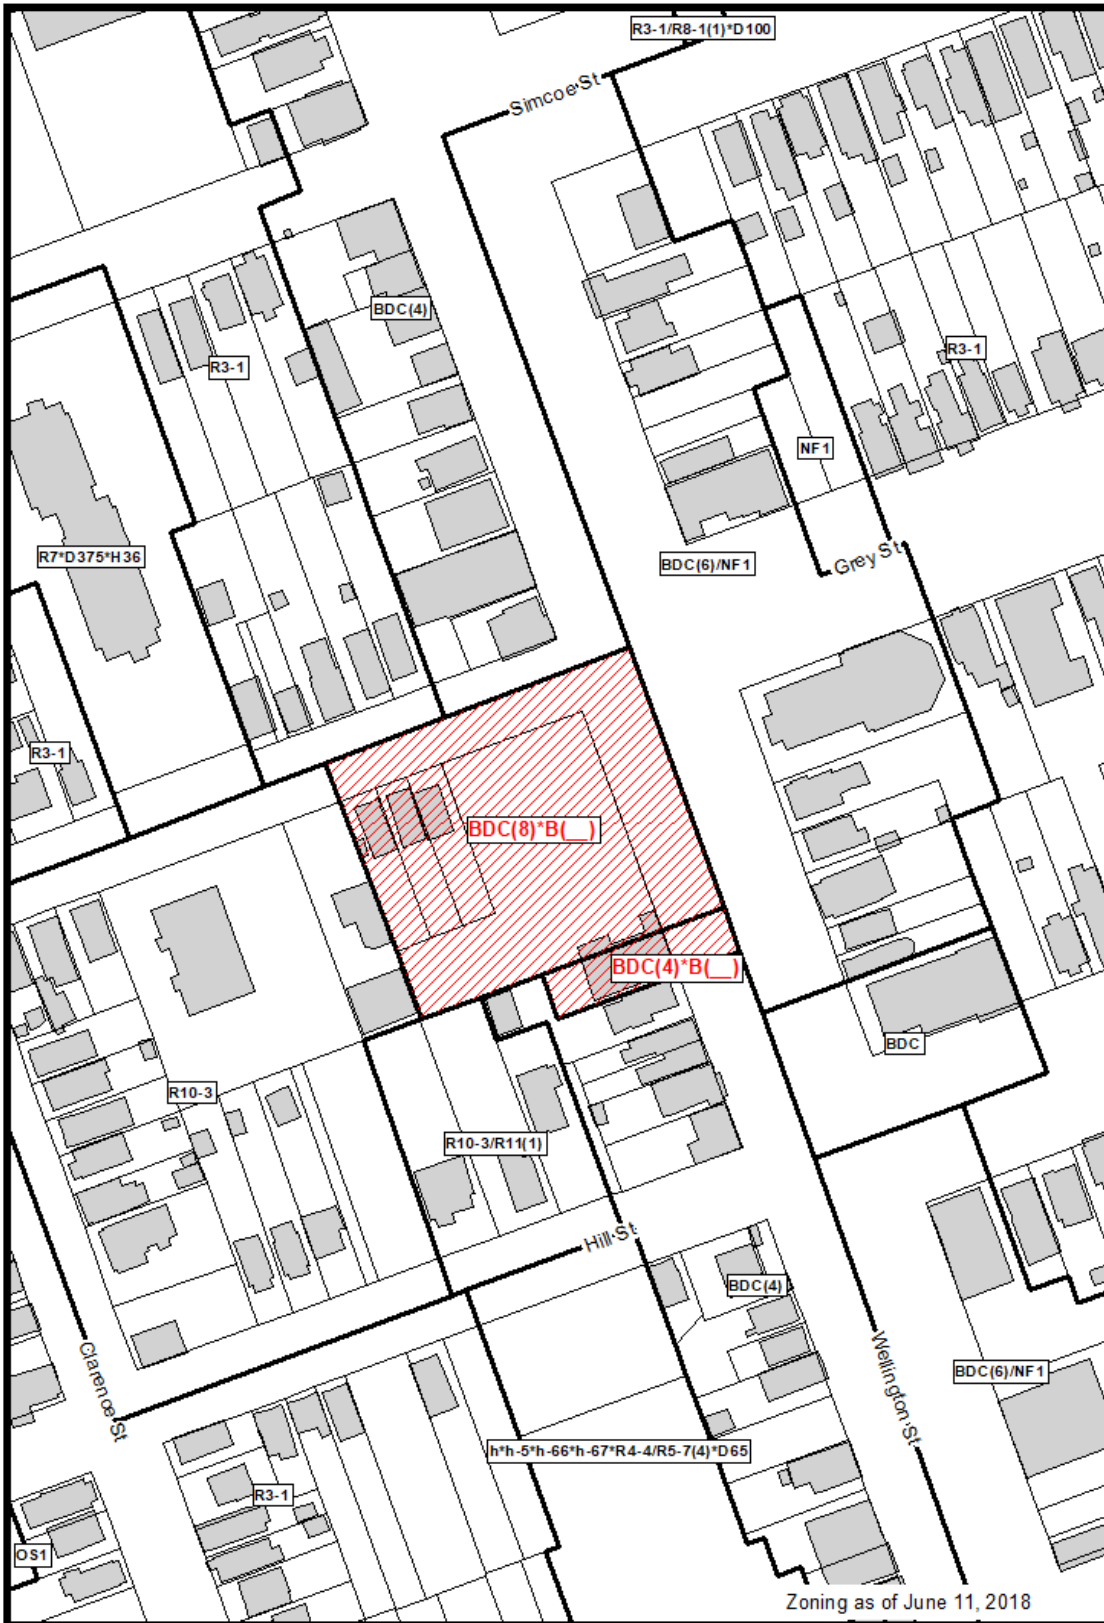 R3-1/R8-1(1)*D100
Simcoe St
BDC(4)
R3-1
R3-1
NF1
R7*D375*H36
BDC(6)/NF1
Grey St
R3-1
BDC(8)*B(__)
BDC(4)*B(__)
BDC
R10-3
R10-3/R11(1)
Hill St
BDC(4)
Clarence St
Wellington St
BDC(6)/NF1
h*h-5*h-66*h-67*R4-4/R5-7(4)*D65
R3-1
OS1
Zoning as of June 11, 2018